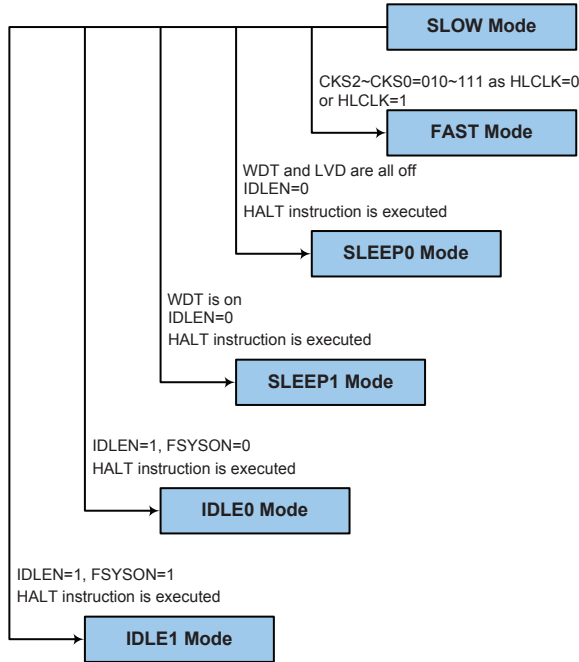 SLOW Mode
CKS2~CKS0=010~111 as HLCLK=0
or HLCLK=1
FAST Mode
WDT and LVD are all off
IDLEN=0
HALT instruction is executed
SLEEP0 Mode
WDT is on
IDLEN=0
HALT instruction is executed
SLEEP1 Mode
IDLEN=1, FSYSON=0
HALT instruction is executed
IDLE0 Mode
IDLEN=1, FSYSON=1
HALT instruction is executed
IDLE1 Mode